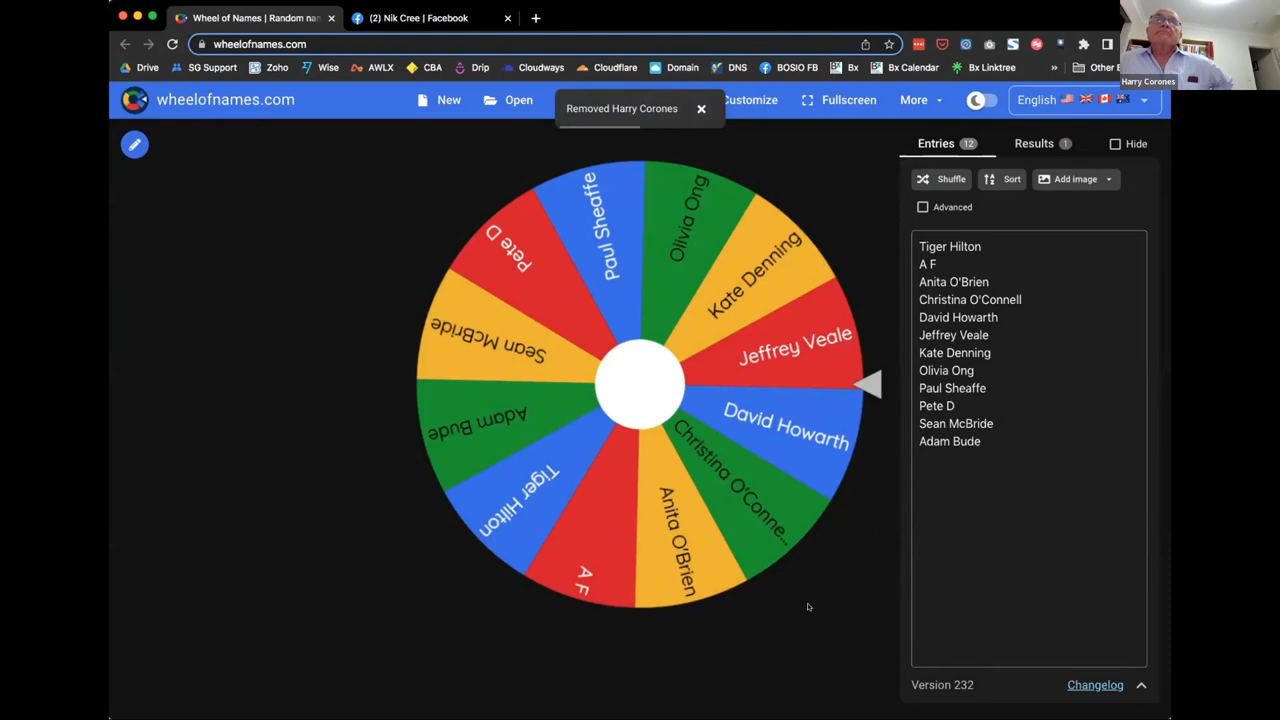 Wheel of Names | Random nan
(2) Nik Cree | Facebook
wheelofnames.com
Harry Corones
Drive SG Support Zoho Wise AWLX CBA Drip Cloudways Cloudflare Domain DNS BOSIO FB Bx Bx Calendar Bx Linktree » Other E
wheelofnames.com New Open Customize Fullscreen More English
Removed Harry Corones
Entries 12 Results 1 Hide
Shuffle Sort Add image
Advanced
Tiger Hilton
A F
Anita O'Brien
Christina O'Connell
David Howarth
Jeffrey Veale
Kate Denning
Olivia Ong
Paul Sheaffe
Pete D
Sean McBride
Adam Bude
Version 232 Changelog
Paul Sheaffe
Olivia Ong
Kate Denning
Jeffrey Veale
David Howarth
Christina O'Conne...
Anita O'Brien
A F
Tiger Hilton
Adam Bude
Sean McBride
Pete D